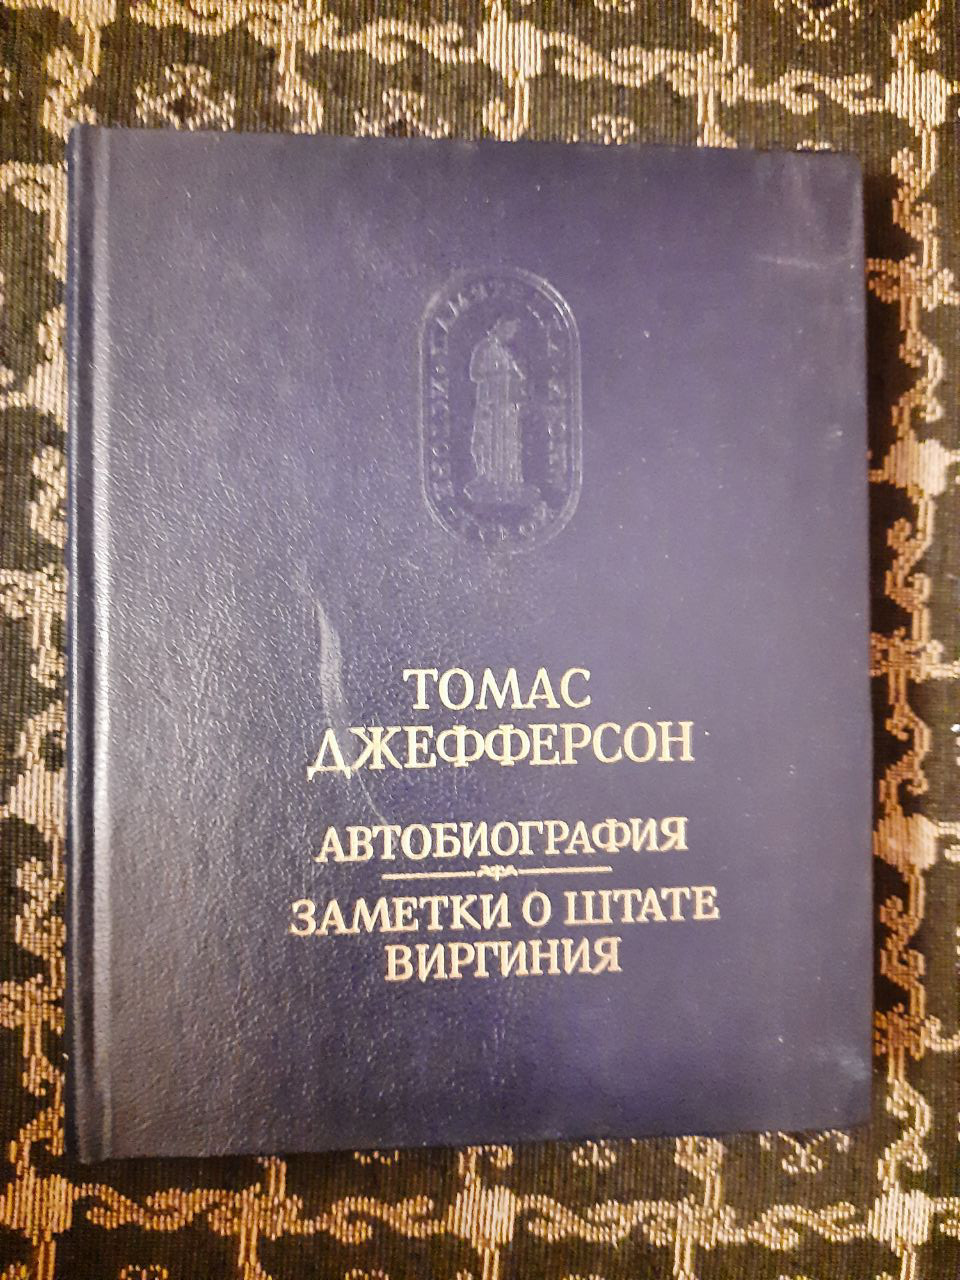 ТОМАС
ДЖЕФФЕРСОН
АВТОБИОГРАФИЯ
ЗАМЕТКИ О ШТАТЕ
ВИРГИНИЯ